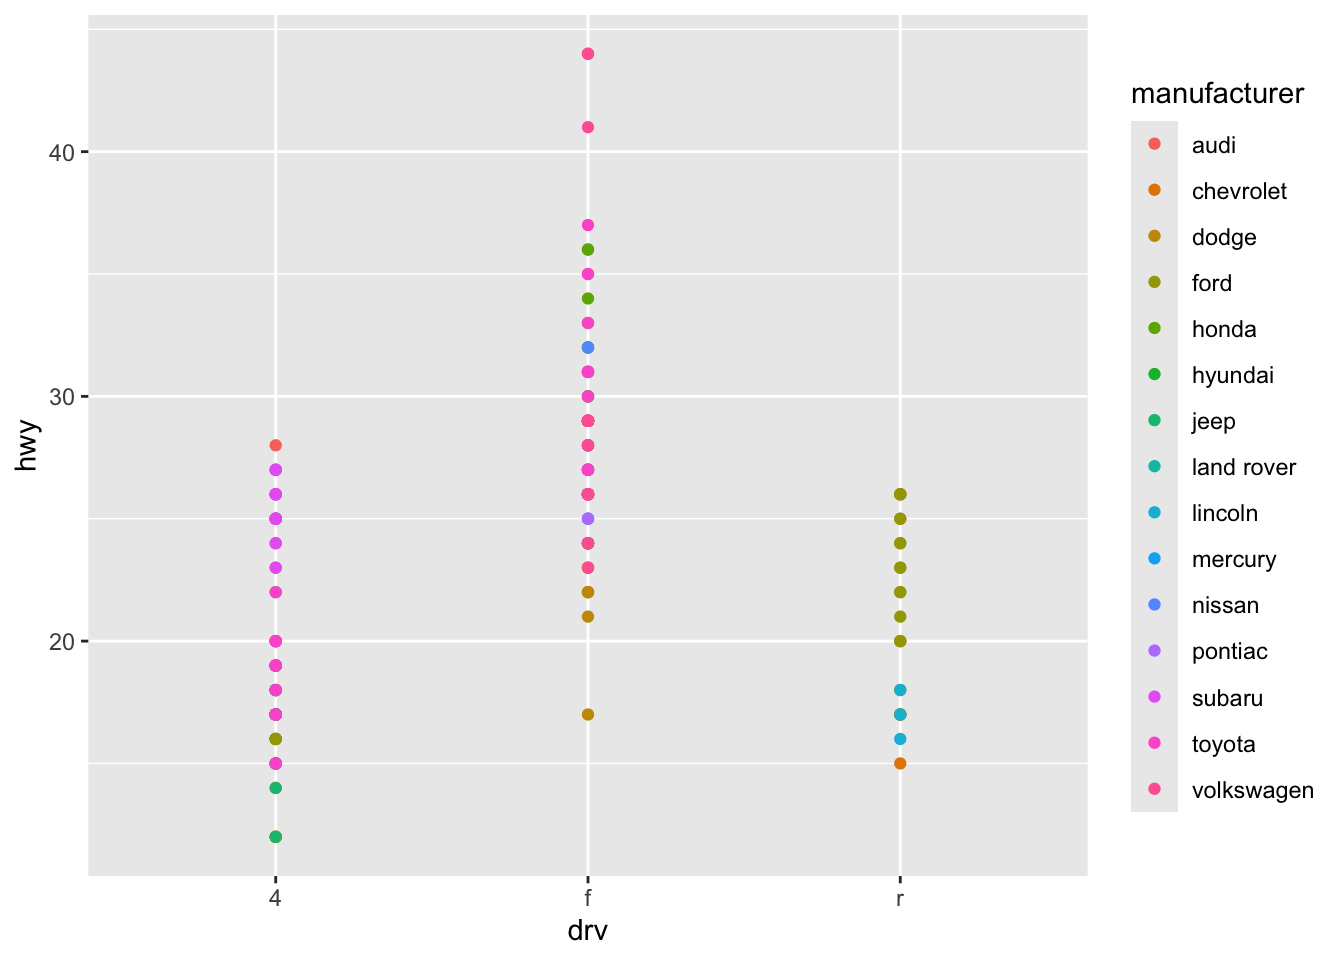 hwy
40
30
20
4
f
r
drv
manufacturer
audi
chevrolet
dodge
ford
honda
hyundai
jeep
land rover
lincoln
mercury
nissan
pontiac
subaru
toyota
volkswagen